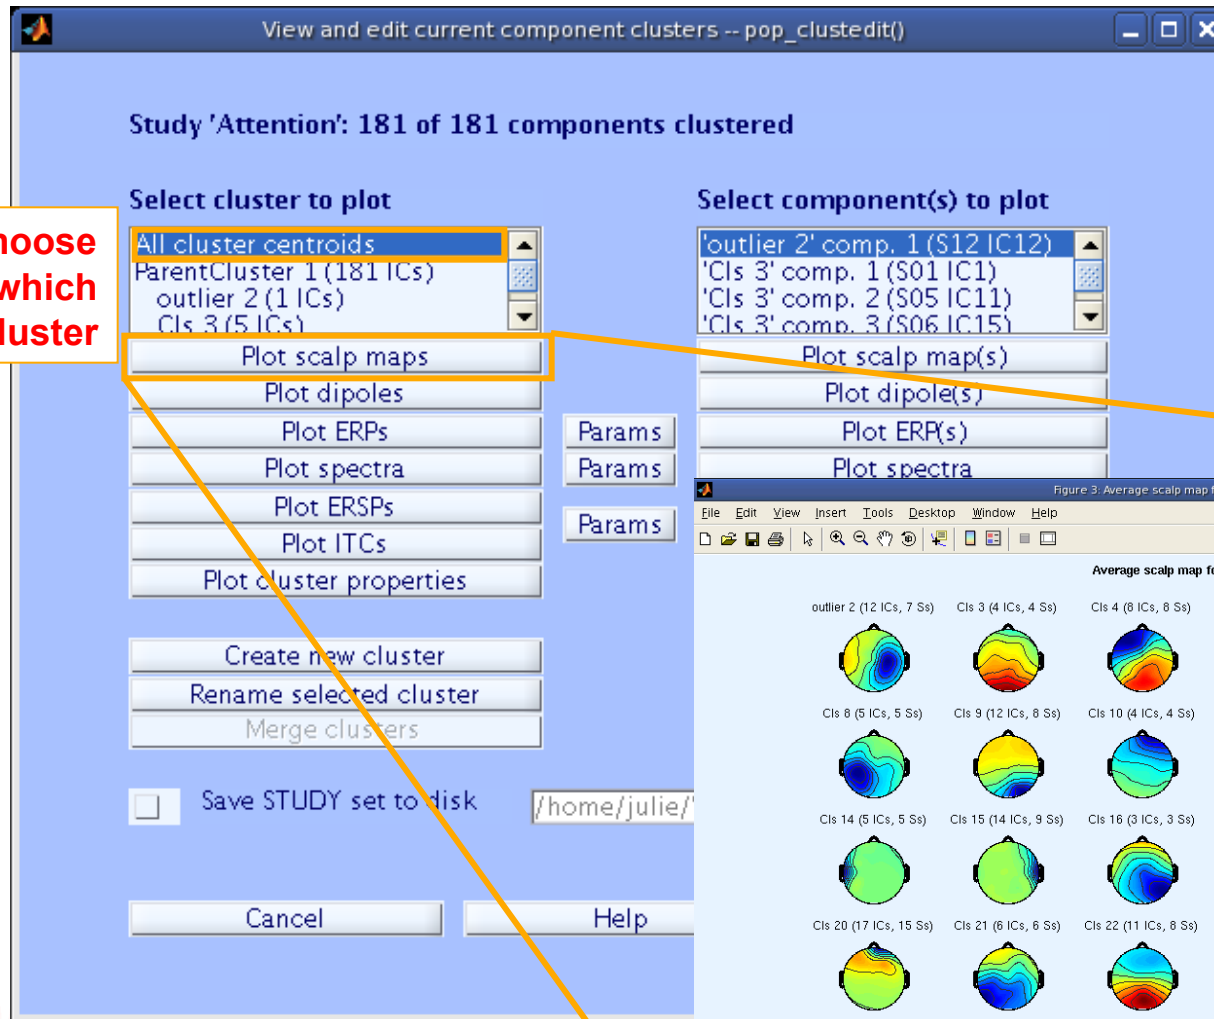 View and edit current component clusters -- pop_clustedit()
Study 'Attention': 181 of 181 components clustered
Select cluster to plot
Select component(s) to plot
which
All cluster centroids
ParentCluster 1 (181 ICs)
outlier 2 (1 ICs)
Cls 3 (5 ICs)
'outlier 2' comp. 1 (S12 IC12)
'Cls 3' comp. 1 (S01 IC1)
'Cls 3' comp. 2 (S05 IC11)
'Cls 3' comp. 3 (S06 IC15)
Plot scalp maps
Plot scalp map(s)
Plot dipoles
Plot dipole(s)
Plot ERPs
Params
Plot ERP(s)
Plot spectra
Params
Plot spectra
Plot ERSPs
Params
Plot ITCs
Plot cluster properties
Create new cluster
Rename selected cluster
Merge clusters
Save STUDY set to disk
/home/julie/
Cancel
Help
Figure 3: Average scalp map
File Edit View Insert Tools Desktop Window Help
Average scalp map
outlier 2 (12 ICs, 7 Ss) Cls 3 (4 ICs, 4 Ss) Cls 4 (8 ICs, 8 Ss)
Cls 8 (5 ICs, 5 Ss) Cls 9 (12 ICs, 8 Ss) Cls 10 (4 ICs, 4 Ss)
Cls 14 (5 ICs, 5 Ss) Cls 15 (14 ICs, 9 Ss) Cls 16 (3 ICs, 3 Ss)
Cls 20 (17 ICs, 15 Ss) Cls 21 (6 ICs, 6 Ss) Cls 22 (11 ICs, 8 Ss)